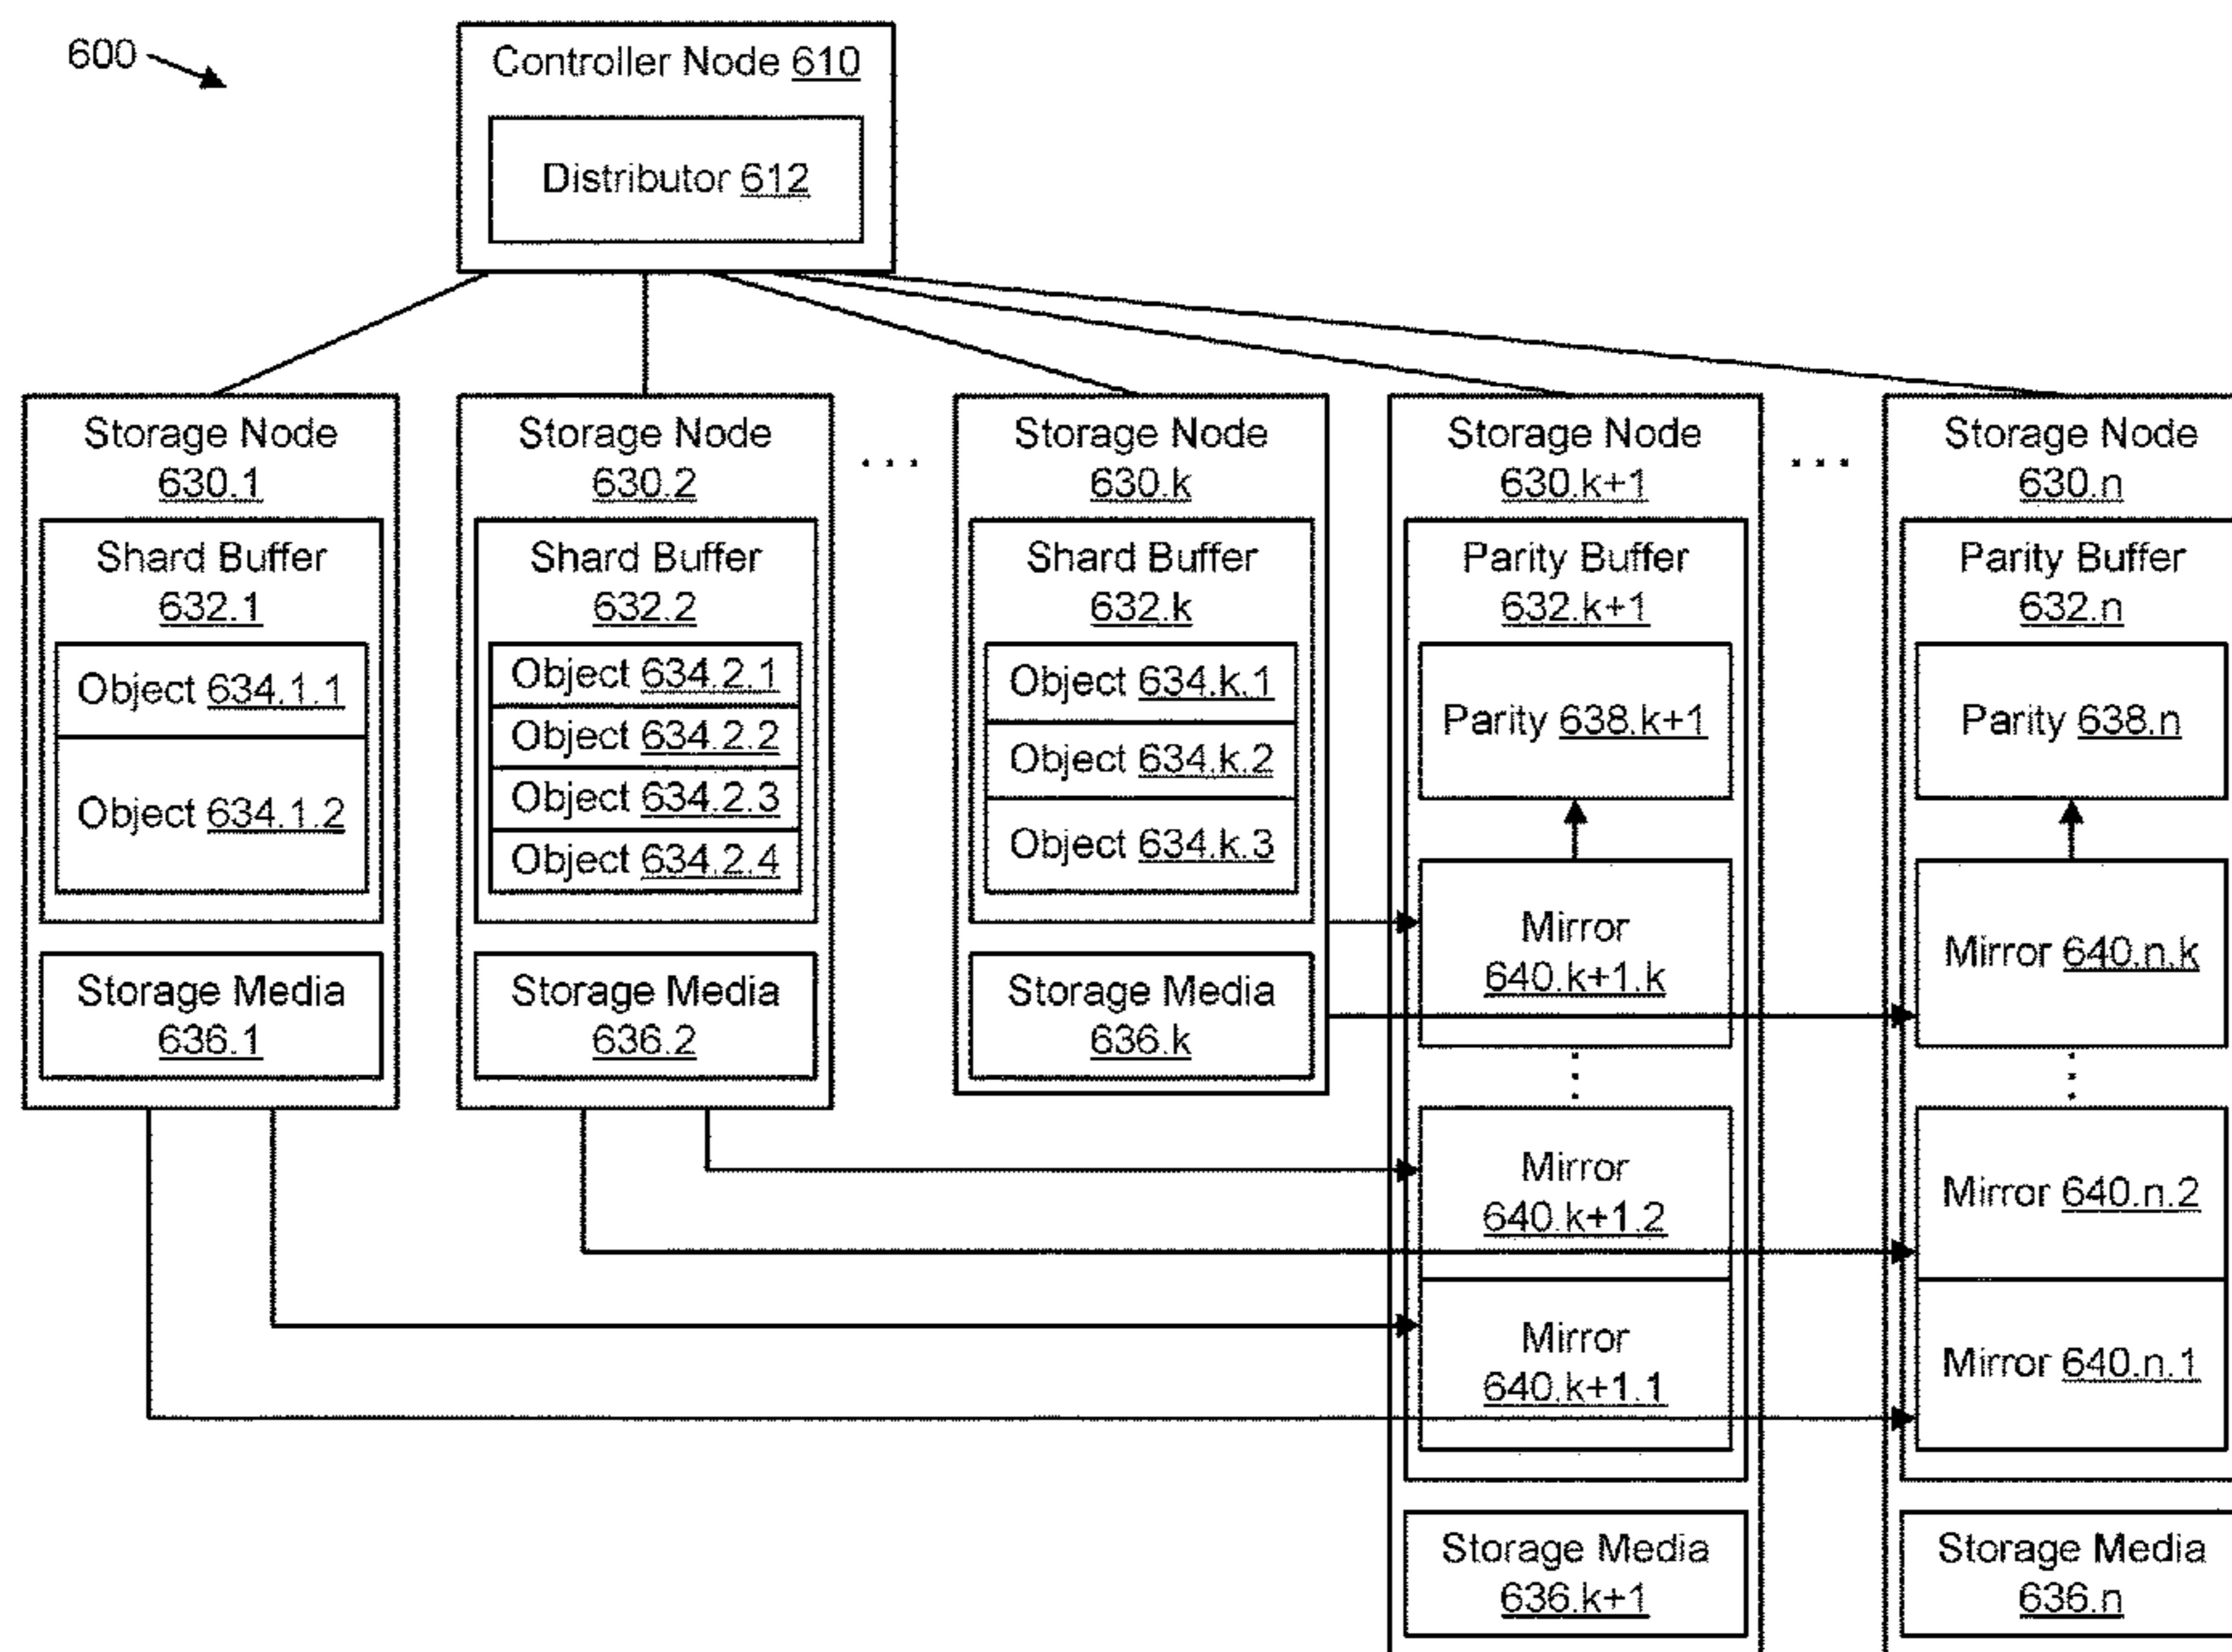 600
Controller Node 610
Distributor 612
Storage Node
630.1
Shard Buffer
632.1
Object 634.1.1
Object 634.1.2
Storage Media
636.1
Storage Node
630.2
Shard Buffer
632.2
Object 634.2.1
Object 634.2.2
Object 634.2.3
Object 634.2.4
Storage Media
636.2
...
Storage Node
630.k
Shard Buffer
632.k
Object 634.k.1
Object 634.k.2
Object 634.k.3
Storage Media
636.k
Storage Node
630.k+1
Parity Buffer
632.k+1
Parity 638.k+1
Mirror
640.k+1.k
...
Mirror
640.k+1.2
Mirror
640.k+1.1
Storage Media
636.k+1
...
Storage Node
630.n
Parity Buffer
632.n
Parity 638.n
Mirror 640.n.k
...
Mirror 640.n.2
Mirror 640.n.1
Storage Media
636.n